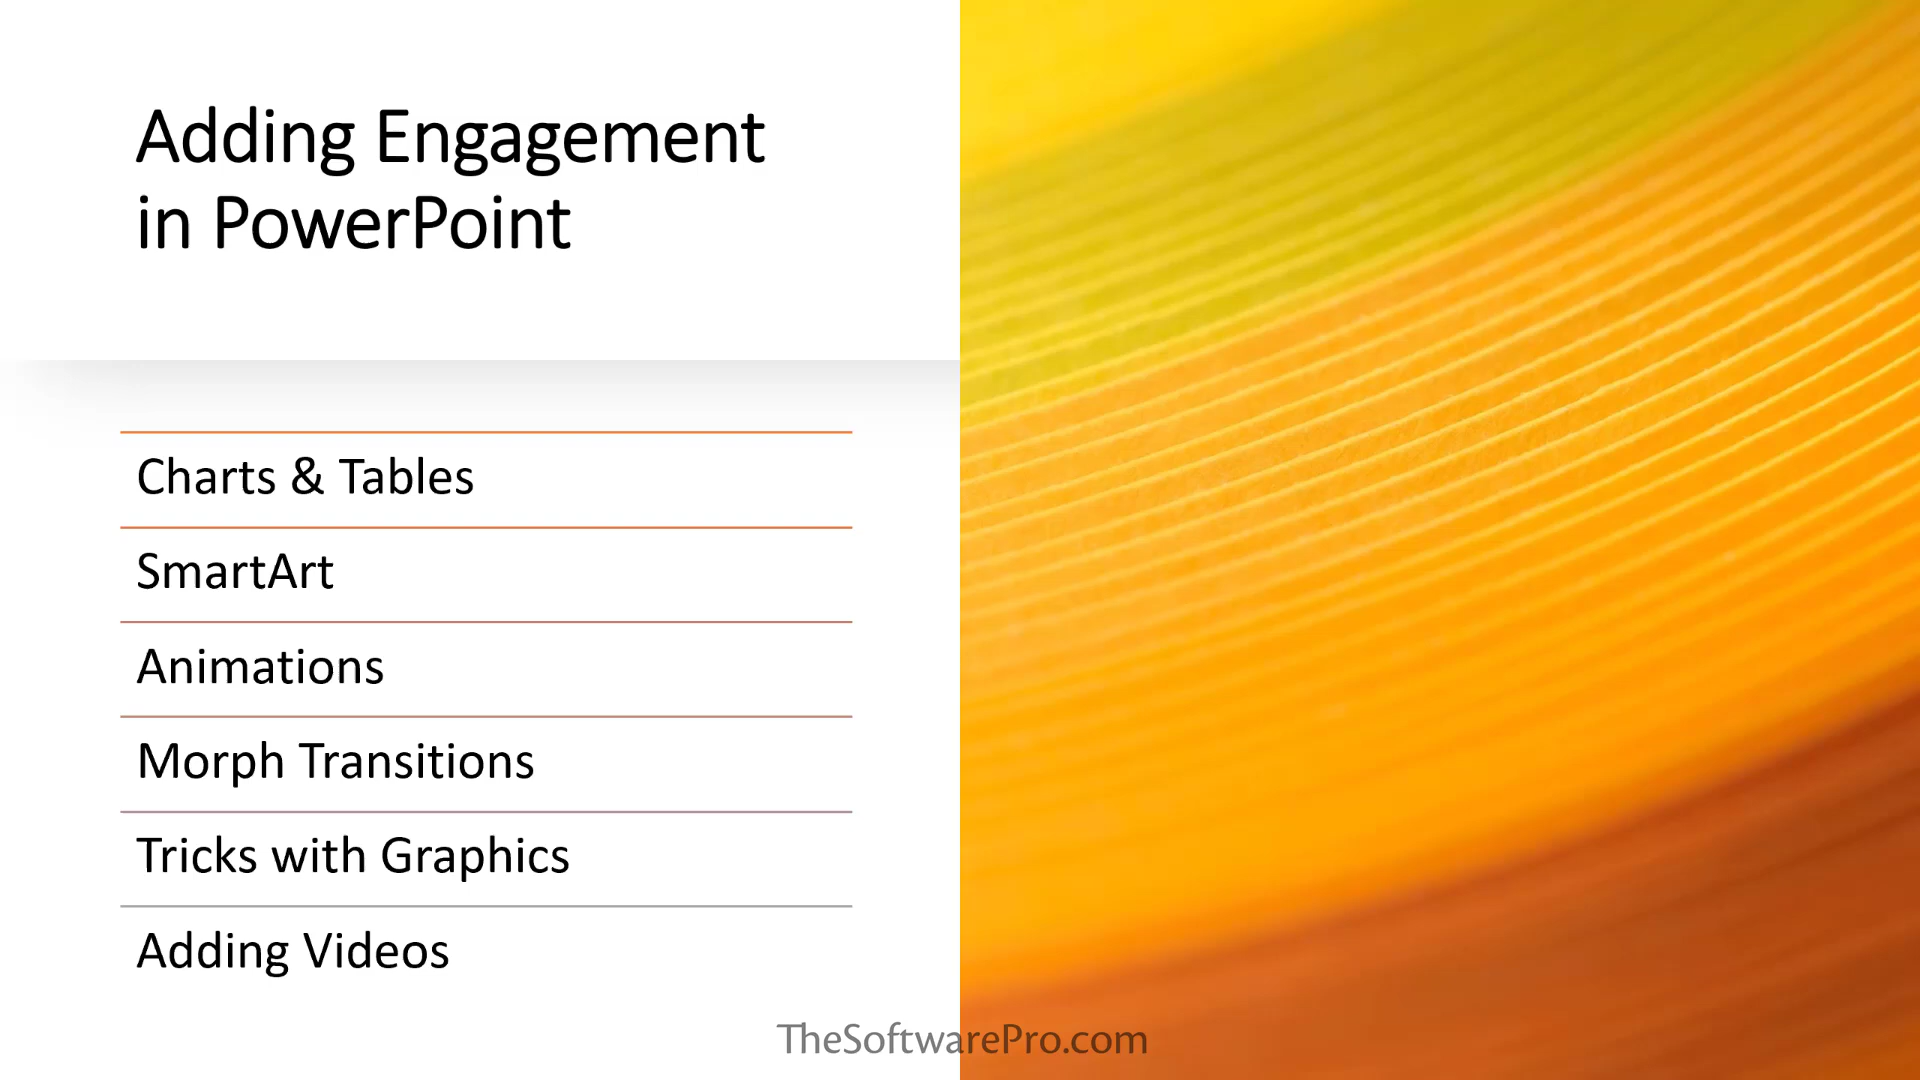 Adding Engagement
in PowerPoint
Charts & Tables
SmartArt
Animations
Morph Transitions
Tricks with Graphics
Adding Videos
TheSoftwarePro.com